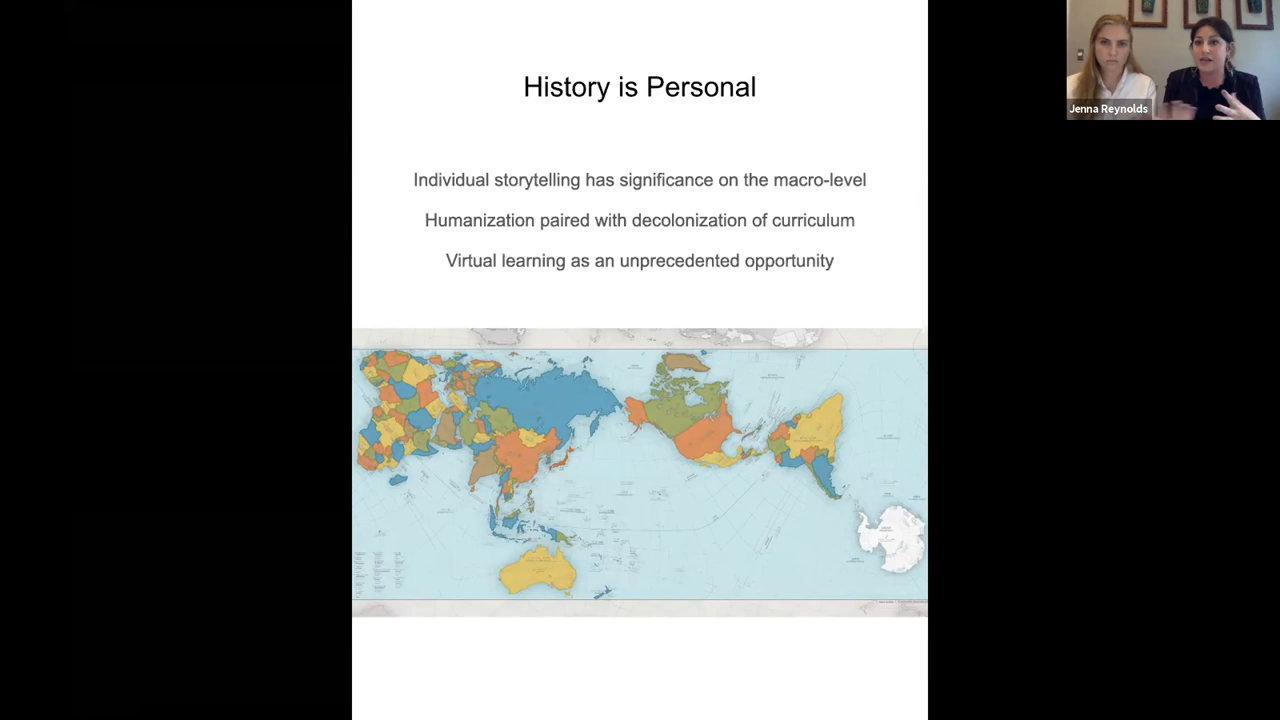 History is Personal
Individual storytelling has significance on the macro-level
Humanization paired with decolonization of curriculum
Virtual learning as an unprecedented opportunity
Jenna Reynolds